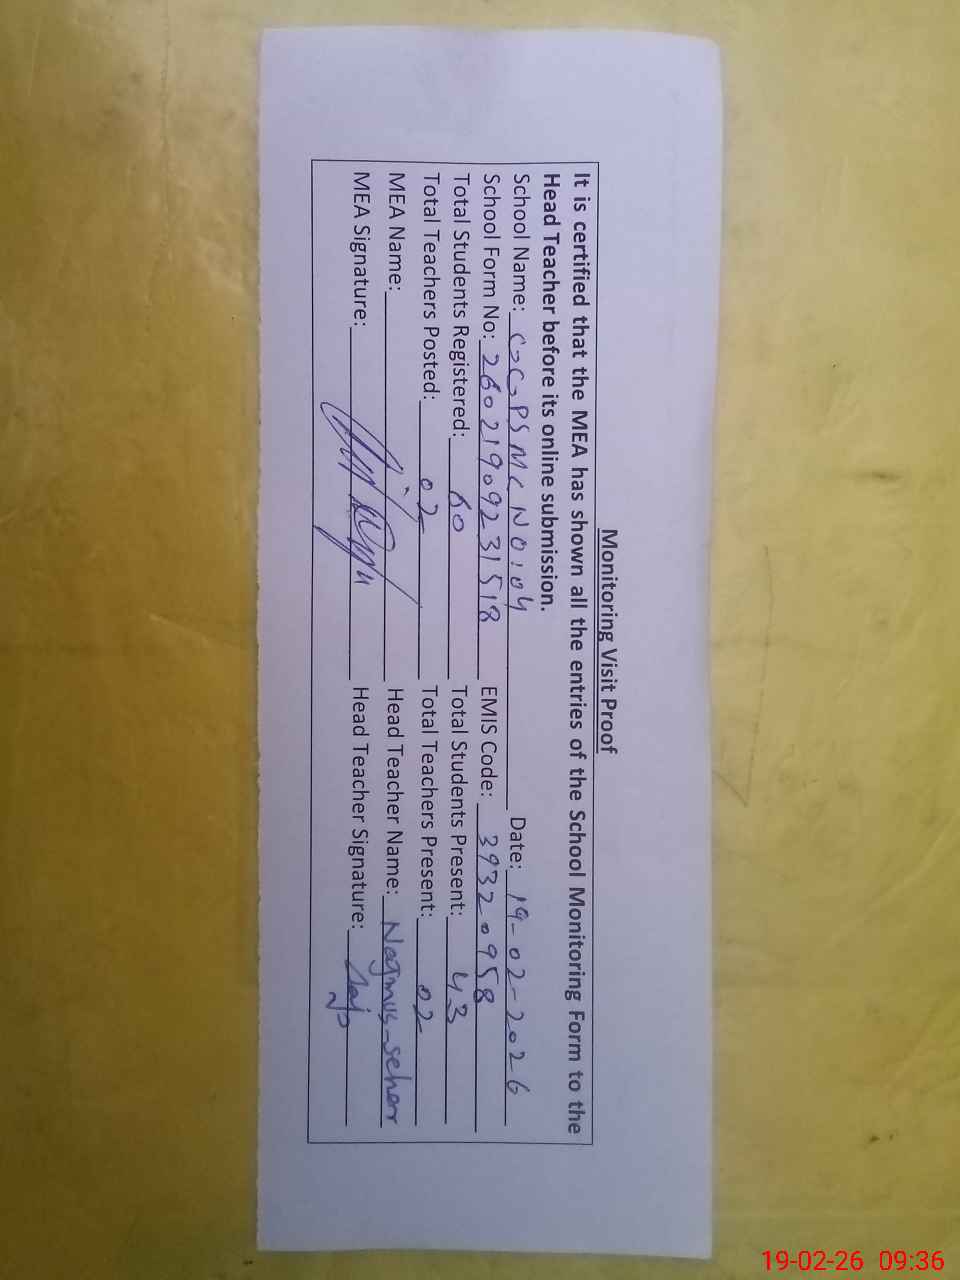 Monitoring Visit Proof
It is certified that the MEA has shown all the entries of the School Monitoring Form to the
Head Teacher before its online submission.
School Name: GGPS MC NO:04 Date: 19-02-2026
School Form No: 26021909231518 EMIS Code: 39320958
Total Students Registered: 60 Total Students Present: 43
Total Teachers Posted: 02 Total Teachers Present: 02
MEA Name: Head Teacher Name: Najmus-seher
MEA Signature: Head Teacher Signature:
19-02-26 09:36